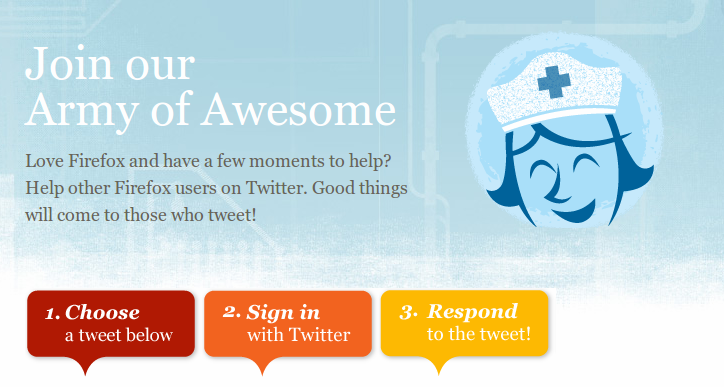 Join our
Army of Awesome
Love Firefox and have a few moments to help?
Help other Firefox users on Twitter. Good things
will come to those who tweet!
1. Choose
a tweet below
2. Sign in
with Twitter
3. Respond
to the tweet!